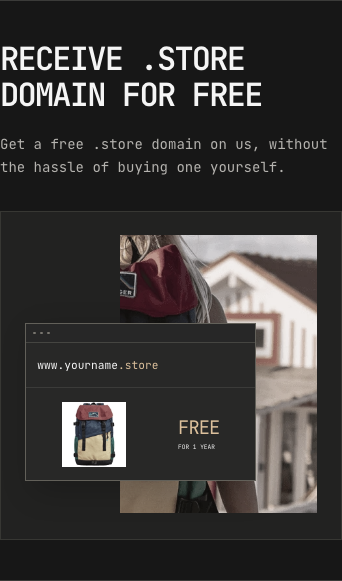 RECEIVE .STORE
DOMAIN FOR FREE
Get a free .store domain on us, without
the hassle of buying one yourself.
---
www.yourname.store
FREE
FOR 1 YEAR